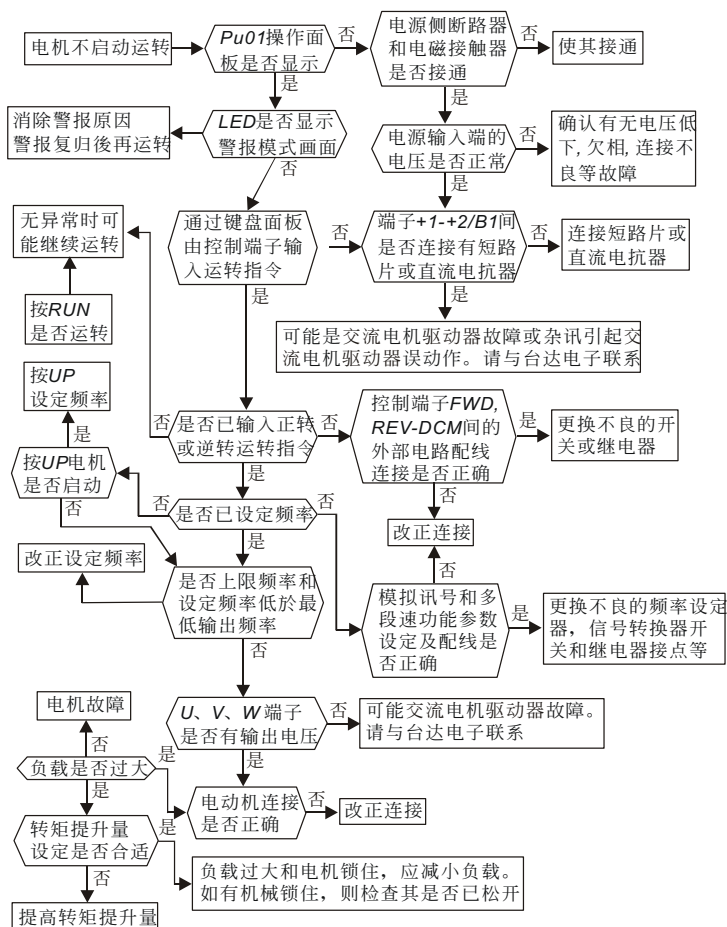 电机不启动运转
Pu01操作面
板是否显示
否
电源侧断路器
和电磁接触器
是否接通
否
使其接通
是
是
消除警报原因
警报复归後再运转
LED是否显示
警报模式画面
否
电源输入端的
电压是否正常
否
确认有无电压低
下,欠相,连接不
良等故障
是
无异常时可
能继续运转
通过键盘面板
由控制端子输
入运转指令
否
端子+1-+2/B1间
是否连接有短路
片或直流电抗器
否
连接短路片或
直流电抗器
是
是
按RUN
是否运转
可能是交流电机驱动器故障或杂讯引起交
流电机驱动器误动作。请与台达电子联系
按UP
设定频率
是
否
是否已输入正转
或逆转运转指令
否
控制端子FWD,
REV-DCM间的
外部电路配线
连接是否正确
是
更换不良的开
关或继电器
是
否
按UP电机
是否启动
否
是否已设定频率
否
改正连接
否
是
否
改正设定频率
是否上限频率和
设定频率低於最
低输出频率
模拟讯号和多
段速功能参数
设定及配线是
否正确
是
更换不良的频率设定
器，信号转换器开
关和继电器接点等
否
电机故障
U、V、W 端子
是否有输出电压
否
可能交流电机驱动器故障。
请与台达电子联系
否
是
负载是否过大
是
是
电动机连接
是否正确
否
改正连接
转矩提升量
设定是否合适
是
负载过大和电机锁住，应减小负载。
如有机械锁住，则检查其是否已松开
否
提高转矩提升量